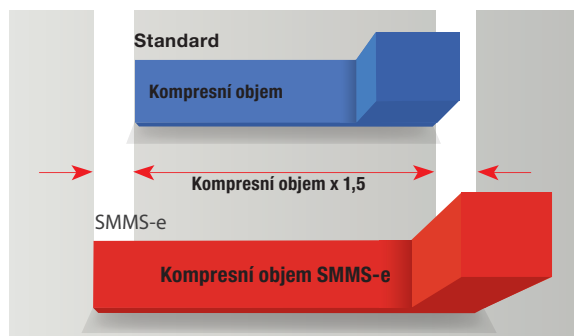 Standard
Kompresní objem
Kompresní objem x 1,5
SMMS-e
Kompresní objem SMMS-e